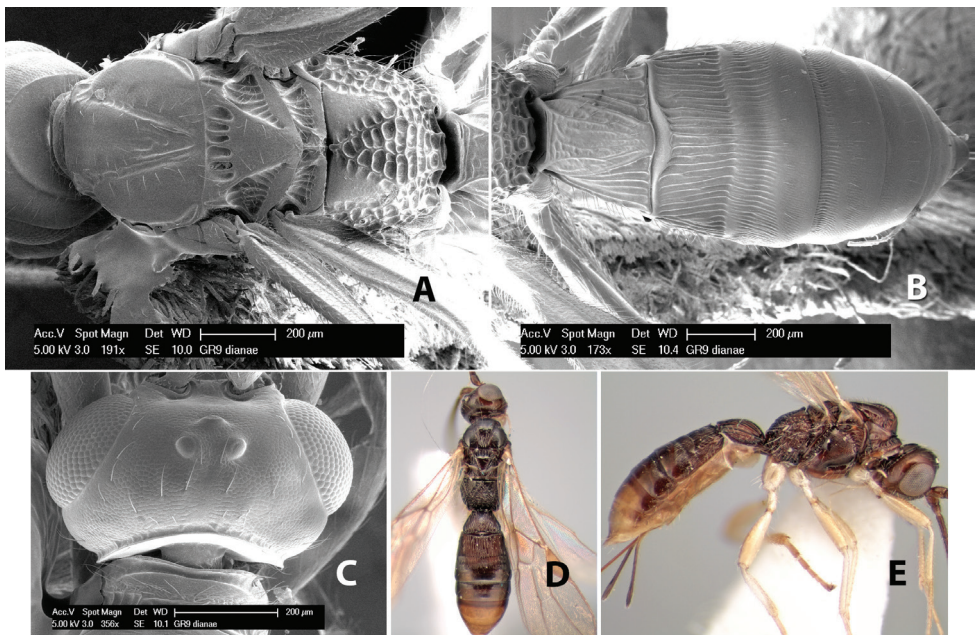 A
B
Acc.V Spot Magn Det WD 200 µm
5.00 kV 3.0 191x SE 10.0 GR9 dianae
Acc.V Spot Magn Det WD 200 µm
5.00 kV 3.0 173x SE 10.4 GR9 dianae
C
D
E
Acc.V Spot Magn Det WD 200 µm
5.00 kV 3.0 356x SE 10.1 GR9 dianae